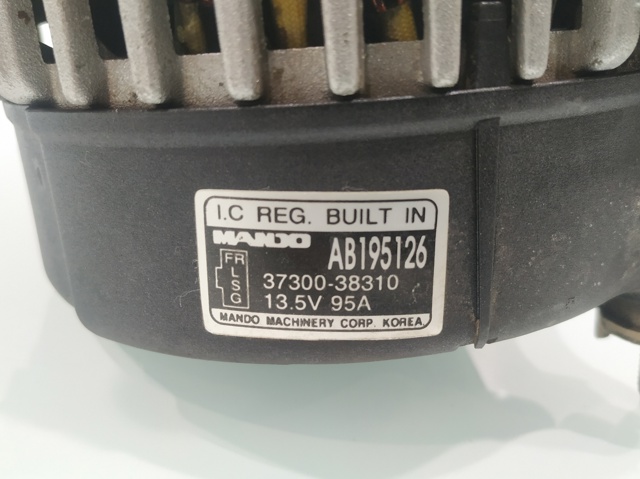 I.C REG. BUILT IN
MANDO AB195126
FR
L
S
G
37300-38310
13.5V 95A
MANDO MACHINERY CORP. KOREA.